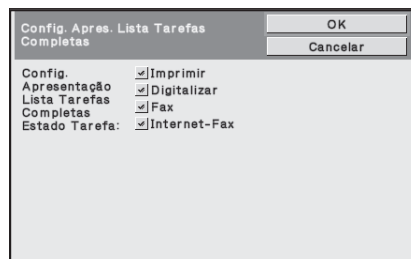 Config. Apres. Lista Tarefas
Completas
OK
Cancelar
Config.
Apresentação
Lista Tarefas
Completas
Estado Tarefa:
Imprimir
Digitalizar
Fax
Internet-Fax